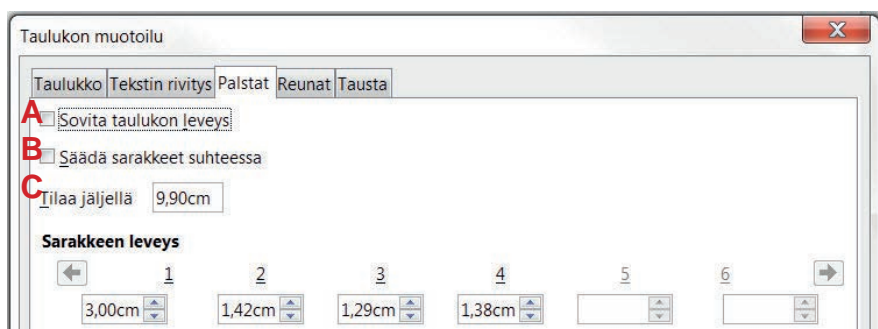 Taulukon muotoilu
Taulukko Tekstin rivitys Palstat Reunat Tausta
A Sovita taulukon leveys
B Säädä sarakkeet suhteessa
C Tilaa jäljellä 9,90cm
Sarakkeen leveys
1 2 3 4 5 6
3,00cm 1,42cm 1,29cm 1,38cm